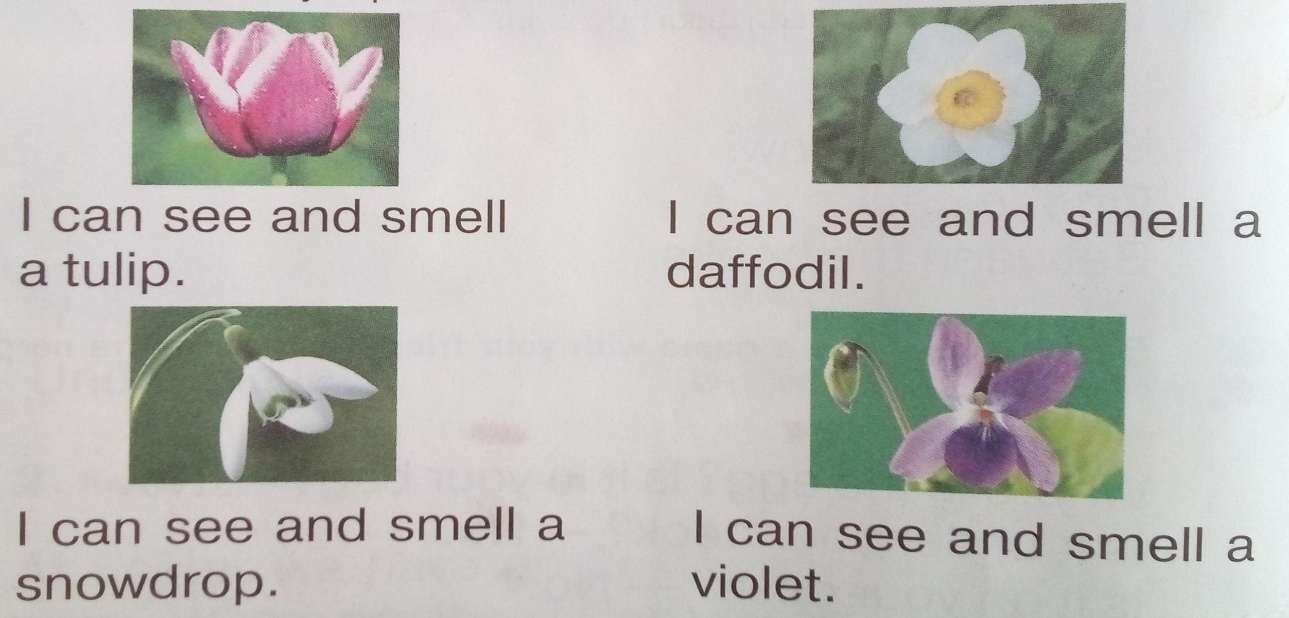 I can see and smell
a tulip.
I can see and smell a
daffodil.
I can see and smell a
snowdrop.
I can see and smell a
violet.